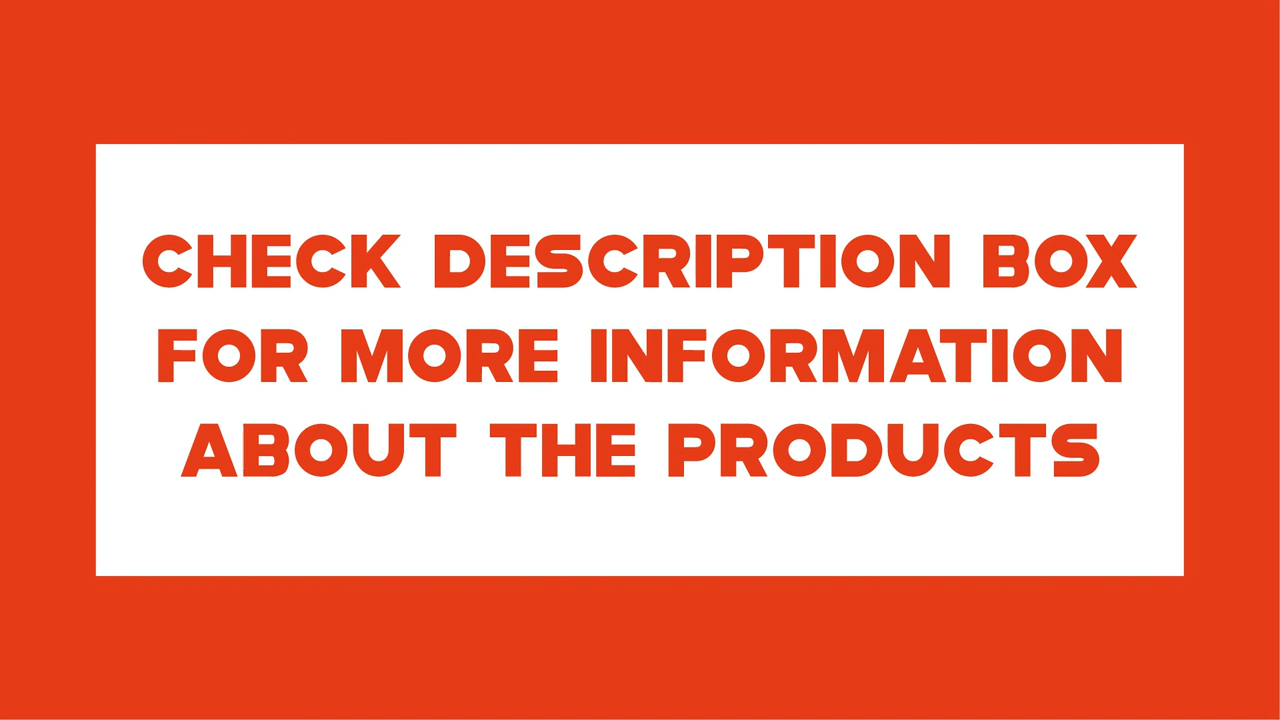 CHECK DESCRIPTION BOX
FOR MORE INFORMATION
ABOUT THE PRODUCTS